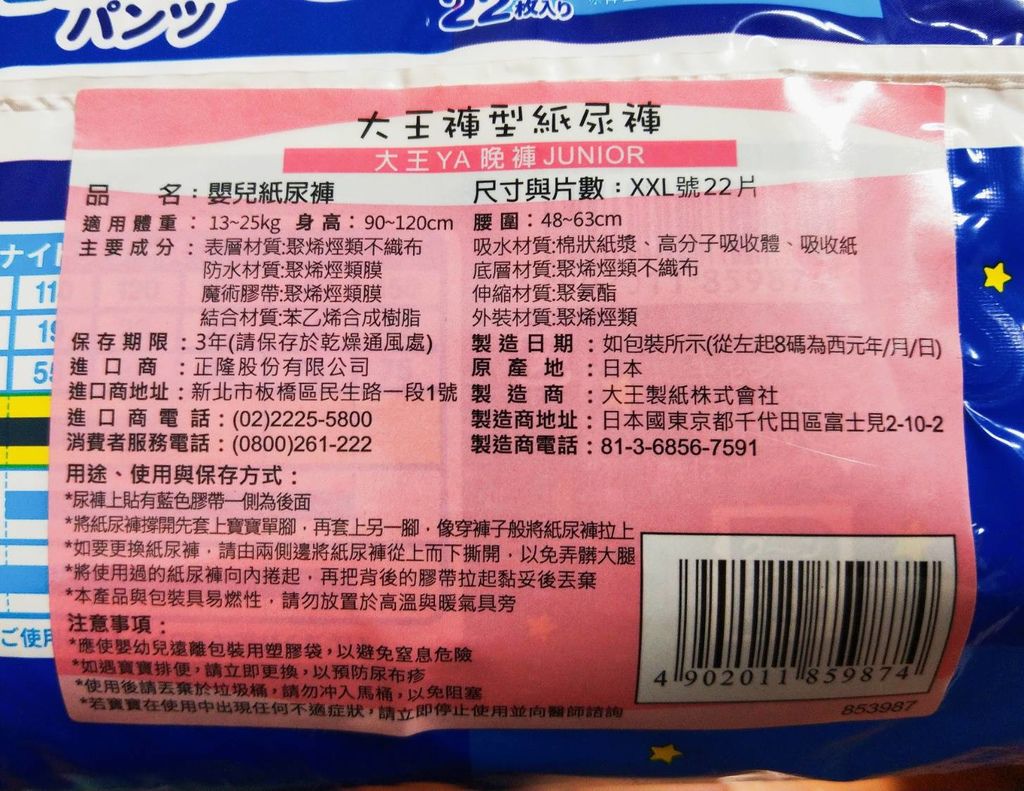 パンツ
22枚入り
大王褲型紙尿褲
大王YA 晚褲 JUNIOR
品 名：嬰兒紙尿褲 尺寸與片數：XXL號22片
適用體重：13~25kg 身高：90~120cm 腰圍：48~63cm
主要成分：表層材質:聚烯烴類不織布 吸水材質:棉狀紙漿、高分子吸收體、吸收紙
防水材質:聚烯烴類膜 底層材質:聚烯烴類不織布
魔術膠帶:聚烯烴類膜 伸縮材質:聚氨酯
結合材質:苯乙烯合成樹脂 外裝材質:聚烯烴類
保存期限：3年(請保存於乾燥通風處) 製造日期：如包裝所示(從左起8碼為西元年/月/日)
進口商：正隆股份有限公司 原產地：日本
進口商地址：新北市板橋區民生路一段1號 製造商：大王製紙株式會社
進口商電話：(02)2225-5800 製造商地址：日本國東京都千代田區富士見2-10-2
消費者服務電話：(0800)261-222 製造商電話：81-3-6856-7591
用途、使用與保存方式：
*尿褲上貼有藍色膠帶一側為後面
*將紙尿褲撐開先套上寶寶單腳，再套上另一腳，像穿褲子般將紙尿褲拉上
*如要更換紙尿褲，請由兩側邊將紙尿褲從上而下撕開，以免弄髒大腿
*將使用過的紙尿褲向內捲起，再把背後的膠帶拉起黏妥後丟棄
*本產品與包裝具易燃性，請勿放置於高溫與暖氣具旁
注意事項：
*應使嬰幼兒遠離包裝用塑膠袋，以避免窒息危險
*如遇寶寶排便，請立即更換，以預防尿布疹
*使用後請丟棄於垃圾桶，請勿冲入馬桶，以免阻塞
*若寶寶在使用中出現任何不適症狀，請立即停止使用並向醫師諮詢
4 902011 859874
853987
ナイト
11
19
5
ご使用